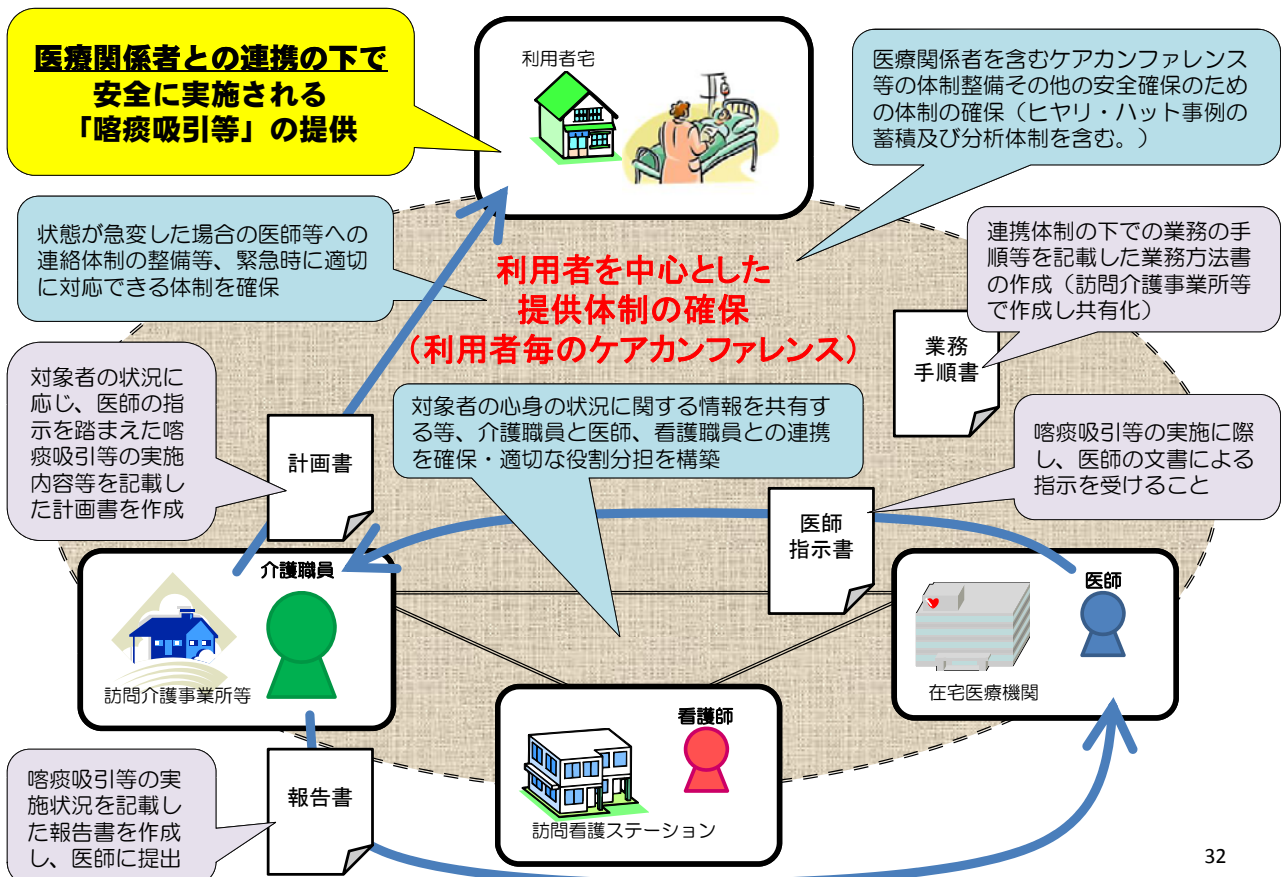 医療関係者との連携の下で
安全に実施される
「喀痰吸引等」の提供
利用者宅
医療関係者を含むケアカンファレンス
等の体制整備その他の安全確保のため
の体制の確保（ヒヤリ・ハット事例の
蓄積及び分析体制を含む。）
状態が急変した場合の医師等への
連絡体制の整備等、緊急時に適切
に対応できる体制を確保
利用者を中心とした
提供体制の確保
（利用者毎のケアカンファレンス）
連携体制の下での業務の手
順等を記載した業務方法書
の作成（訪問介護事業所等
で作成し共有化）
業務
手順書
対象者の状況に
応じ、医師の指
示を踏まえた喀
痰吸引等の実施
内容等を記載し
た計画書を作成
計画書
対象者の心身の状況に関する情報を共有す
る等、介護職員と医師、看護職員との連携
を確保・適切な役割分担を構築
喀痰吸引等の実施に際
し、医師の文書による
指示を受けること
医師
指示書
介護職員
訪問介護事業所等
医師
在宅医療機関
看護師
訪問看護ステーション
喀痰吸引等の実
施状況を記載し
た報告書を作成
し、医師に提出
報告書
32